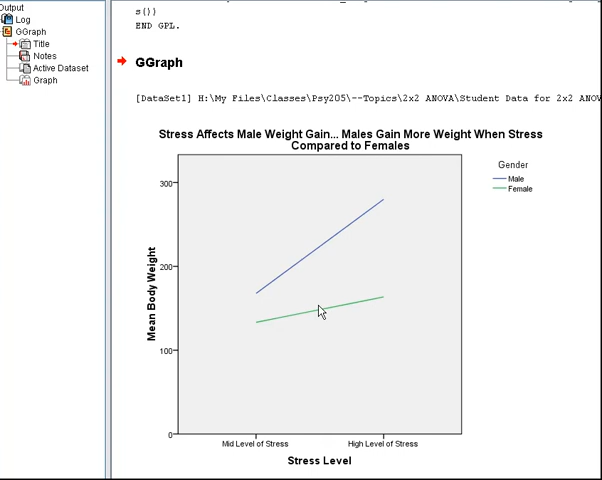 Output
Log
GGraph
Title
Notes
Active Dataset
Graph
s())
END GPL.
GGraph
[DataSet1] H:\My Files\Classes\Psy205\--Topics\2x2 ANOVA\Student Data for 2x2 ANOV
Stress Affects Male Weight Gain... Males Gain More Weight When Stress
Compared to Females
Gender
Male
Female
300
200
100
0
Mean Body Weight
Mid Level of Stress
High Level of Stress
Stress Level